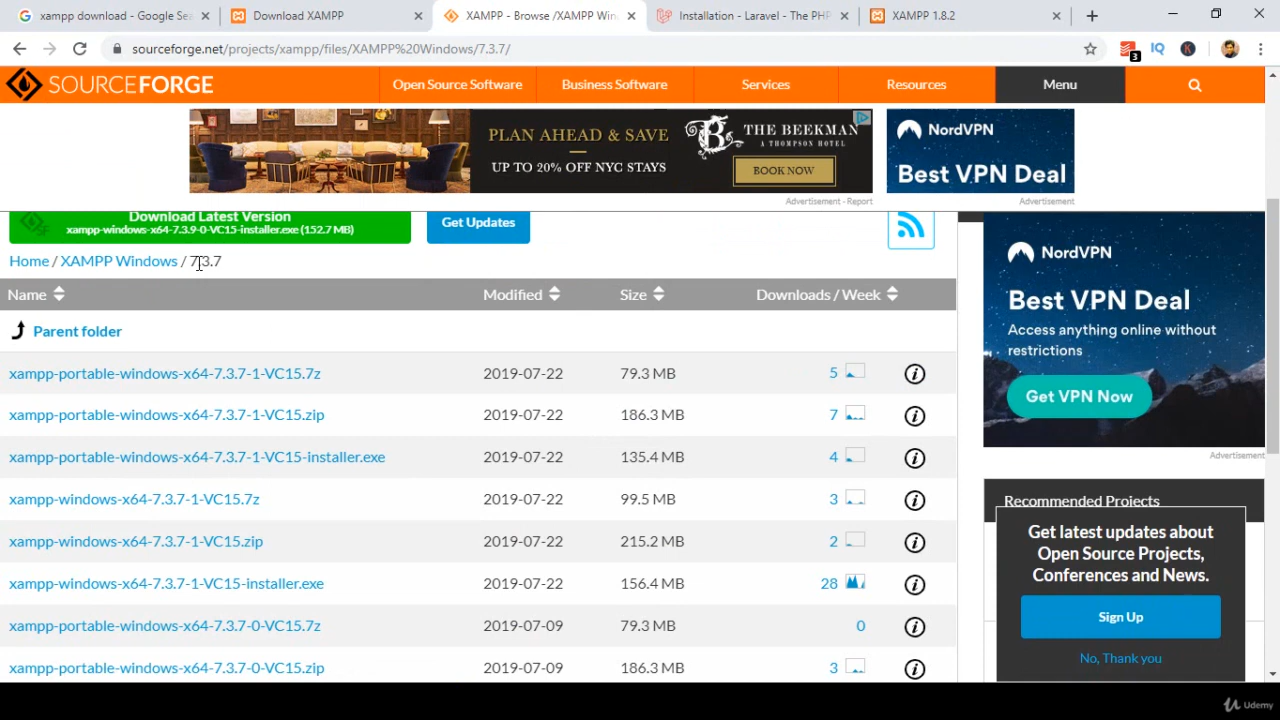 xampp download - Google Sea
Download XAMPP
XAMPP - Browse /XAMPP Win
Installation - Laravel - The PHP
XAMPP 1.8.2
sourceforge.net/projects/xampp/files/XAMPP%20Windows/7.3.7/
3
IQ
K
SOURCEFORGE
Open Source Software
Business Software
Services
Resources
Menu
PLAN AHEAD & SAVE
UP TO 20% OFF NYC STAYS
B
THE BEEKMAN
A THOMPSON HOTEL
BOOK NOW
Advertisement - Report
NordVPN
Best VPN Deal
Advertisement
Download Latest Version
xampp-windows-x64-7.3.9-0-VC15-installer.exe (152.7 MB)
Get Updates
Home / XAMPP Windows / 7.3.7
Name Modified Size Downloads / Week
Parent folder
xampp-portable-windows-x64-7.3.7-1-VC15.7z 2019-07-22 79.3 MB 5
xampp-portable-windows-x64-7.3.7-1-VC15.zip 2019-07-22 186.3 MB 7
xampp-portable-windows-x64-7.3.7-1-VC15-installer.exe 2019-07-22 135.4 MB 4
xampp-windows-x64-7.3.7-1-VC15.7z 2019-07-22 99.5 MB 3
xampp-windows-x64-7.3.7-1-VC15.zip 2019-07-22 215.2 MB 2
xampp-windows-x64-7.3.7-1-VC15-installer.exe 2019-07-22 156.4 MB 28
xampp-portable-windows-x64-7.3.7-0-VC15.7z 2019-07-09 79.3 MB 0
xampp-portable-windows-x64-7.3.7-0-VC15.zip 2019-07-09 186.3 MB 3
NordVPN
Best VPN Deal
Access anything online without
restrictions
Get VPN Now
Advertisement
Recommended Projects
Get latest updates about
Open Source Projects,
Conferences and News.
Sign Up
No, Thank you
Udemy